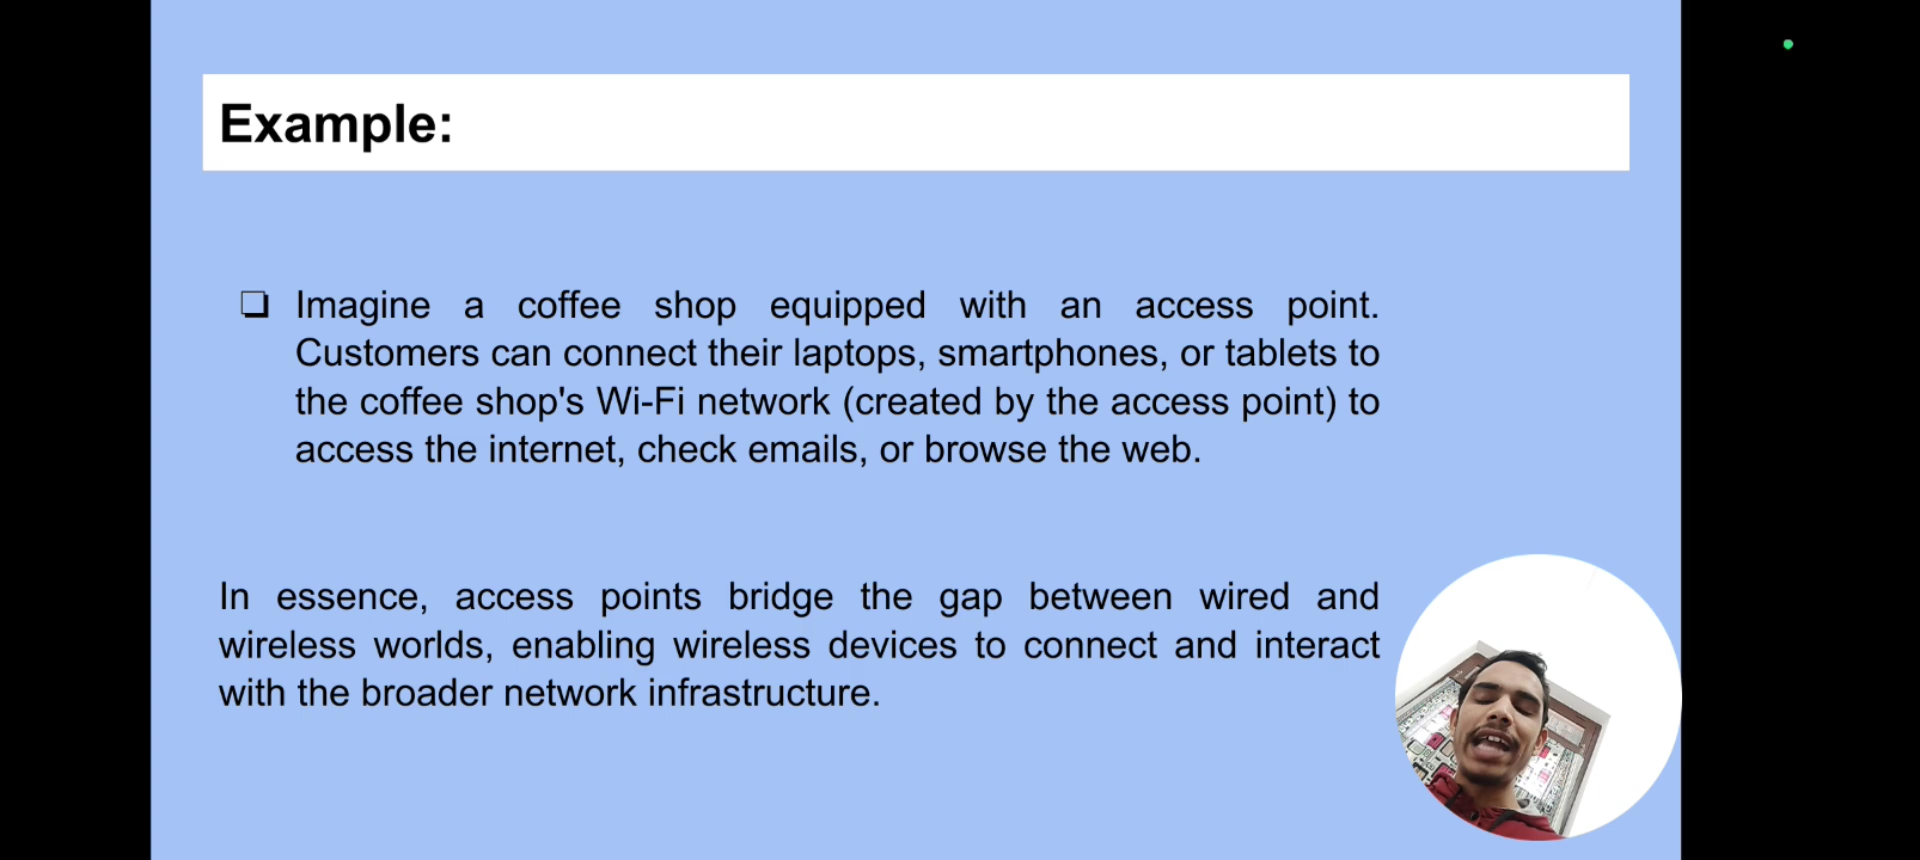 Example:
Imagine a coffee shop equipped with an access point.
Customers can connect their laptops, smartphones, or tablets to
the coffee shop's Wi-Fi network (created by the access point) to
access the internet, check emails, or browse the web.
In essence, access points bridge the gap between wired and
wireless worlds, enabling wireless devices to connect and interact
with the broader network infrastructure.